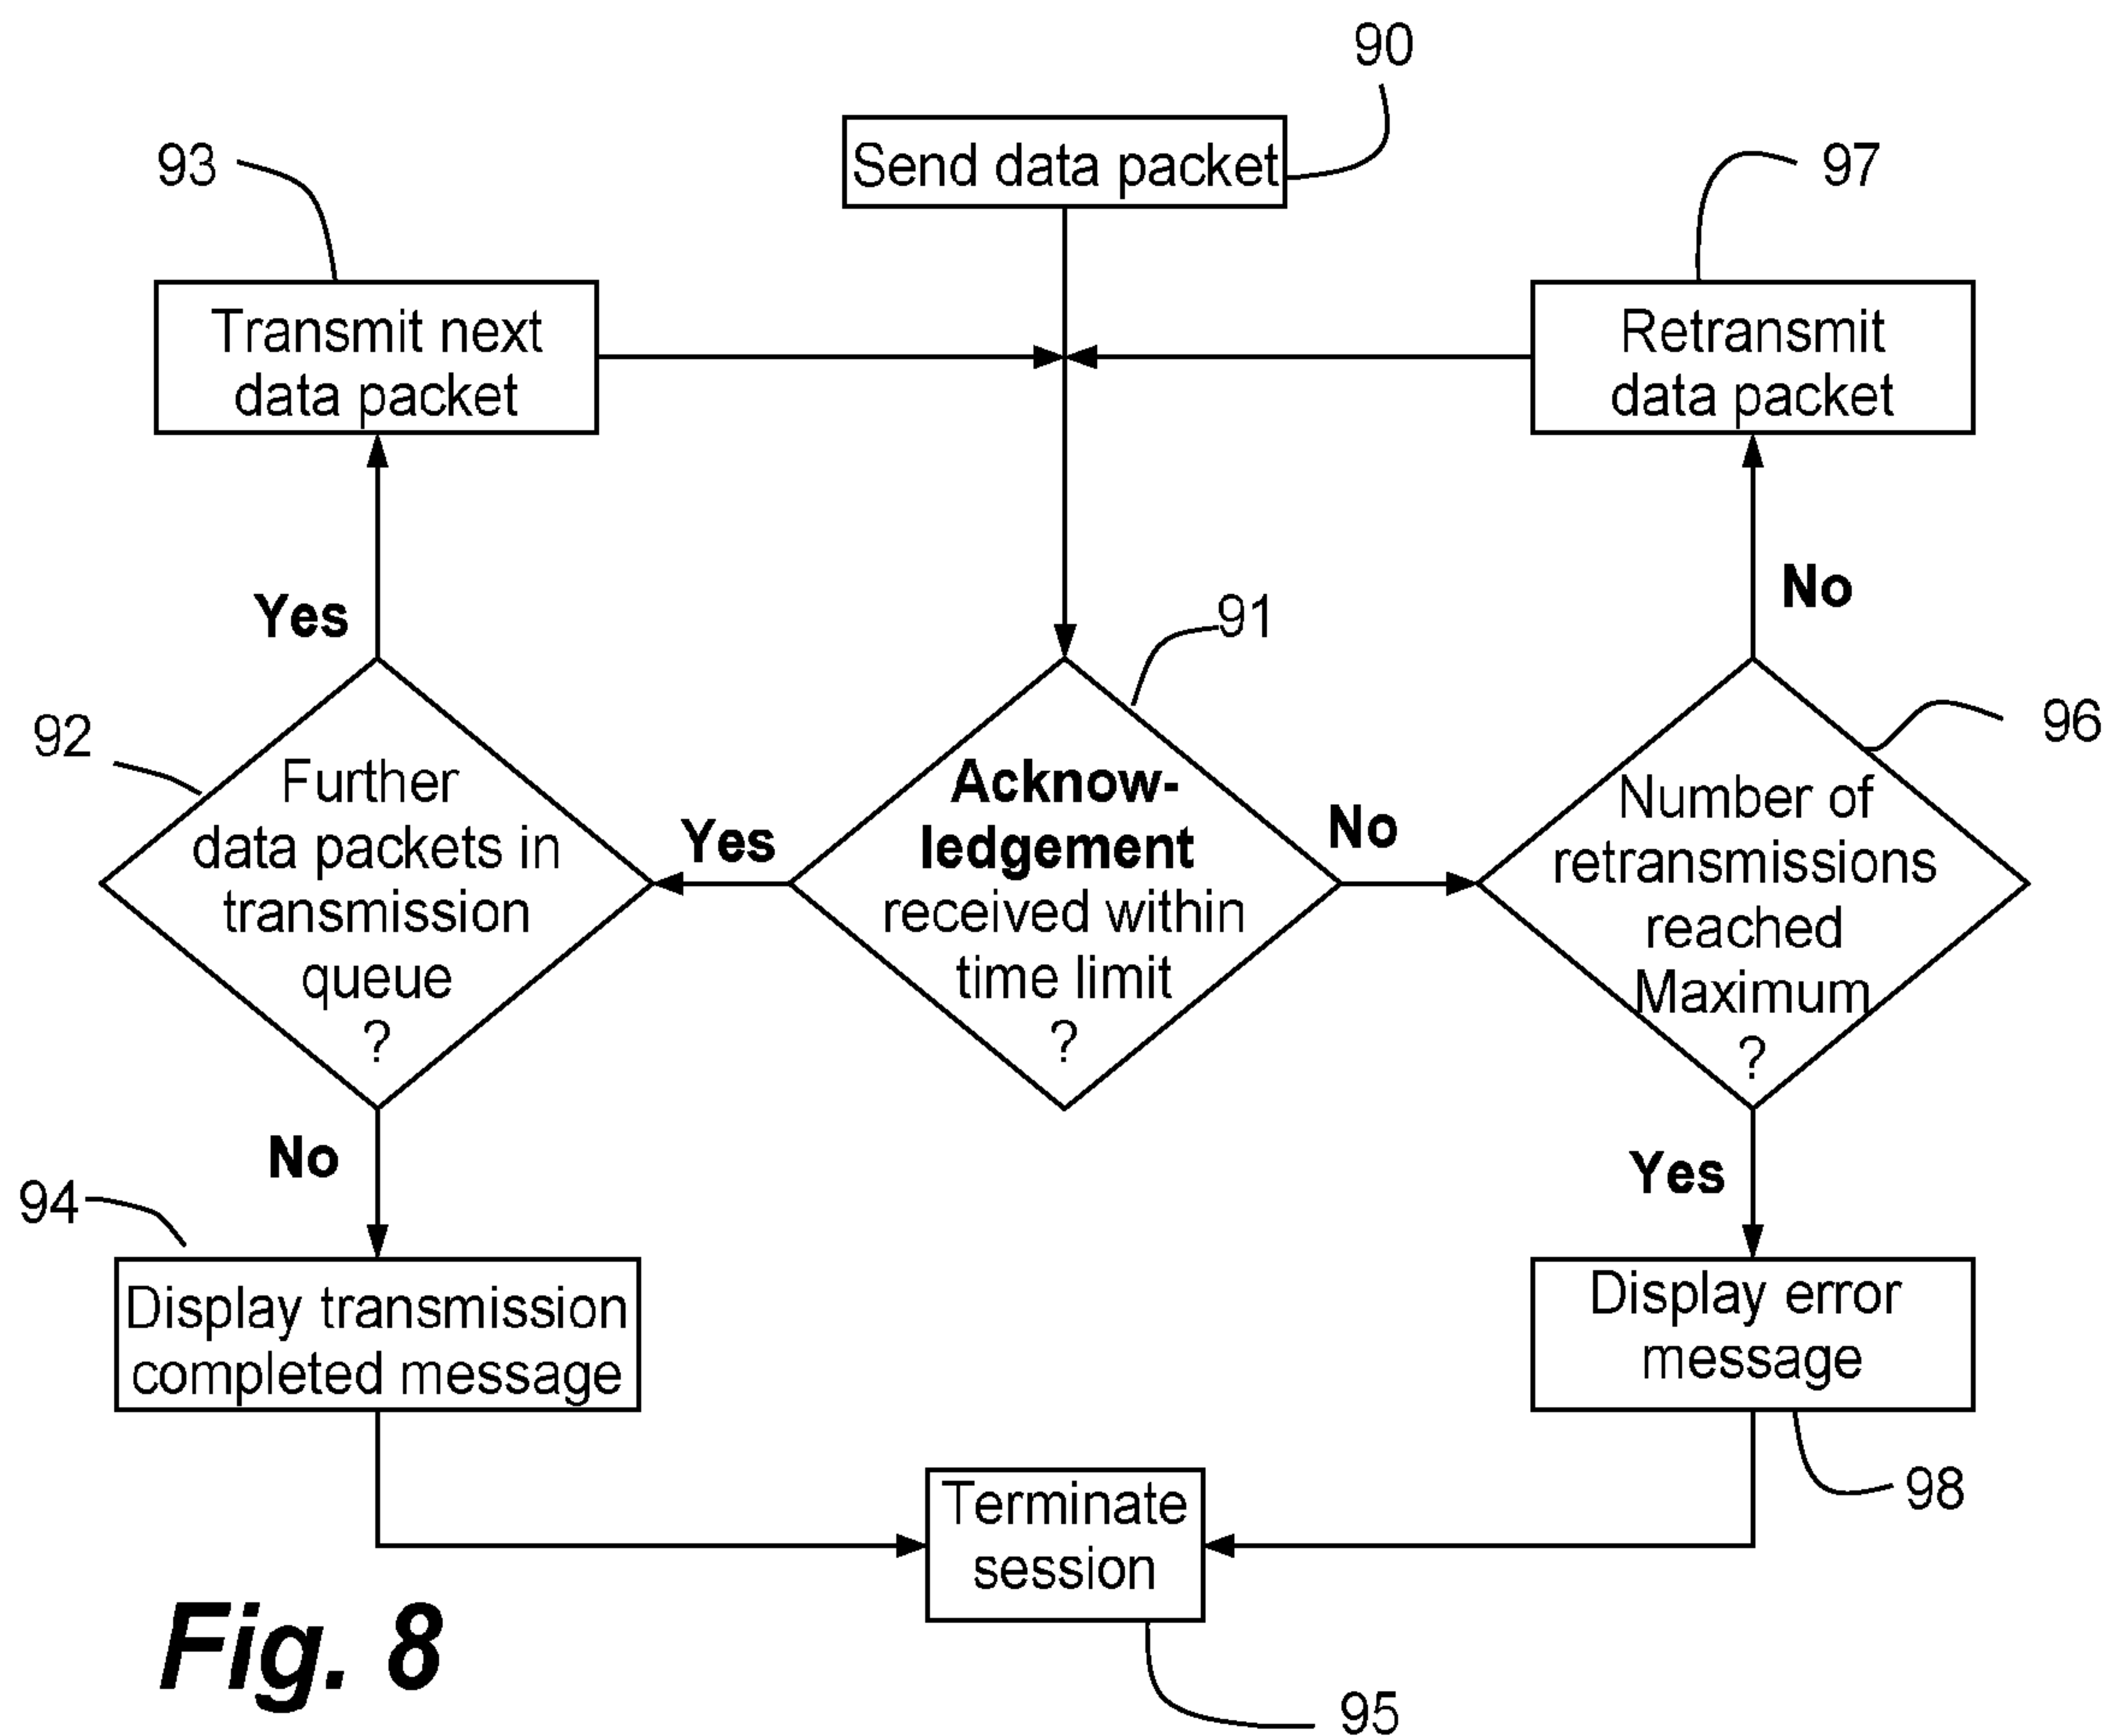 90
Send data packet
93
97
Transmit next
data packet
Retransmit
data packet
Yes
No
91
92
96
Further
data packets in
transmission
queue
?
Yes
Acknow-
ledgement
received within
time limit
?
No
Number of
retransmissions
reached
Maximum
?
No
Yes
94
Display transmission
completed message
Display error
message
98
Terminate
session
95
Fig. 8